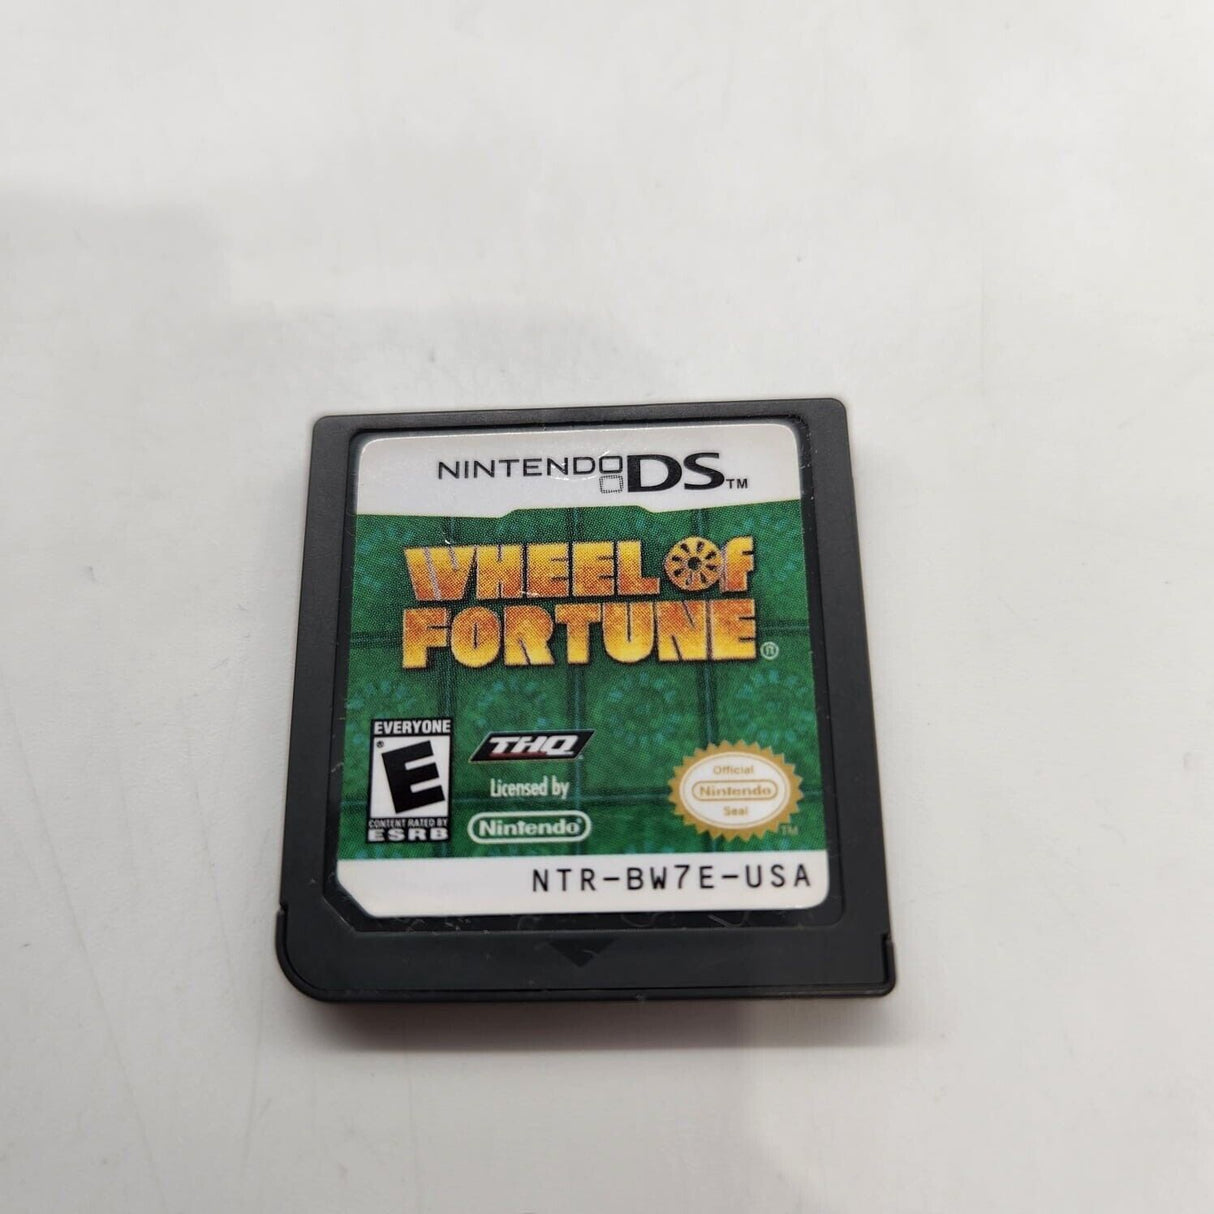 NINTENDO DS™
WHEEL OF
FORTUNE®
EVERYONE
E
CONTENT RATED BY
ESRB
THQ
Licensed by
Nintendo®
Official
Nintendo
Seal
TM
NTR-BW7E-USA